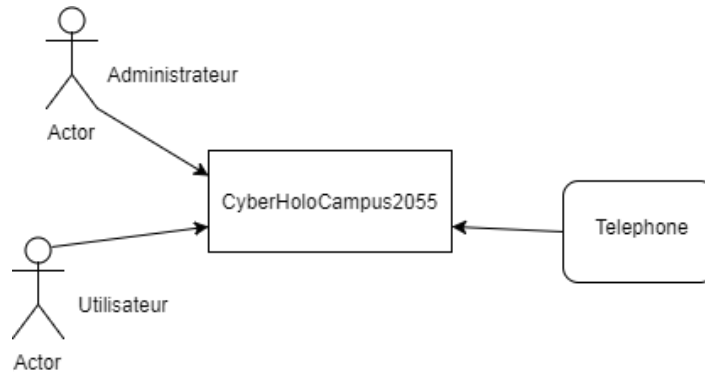 Administrateur
Actor
CyberHoloCampus2055
Telephone
Utilisateur
Actor